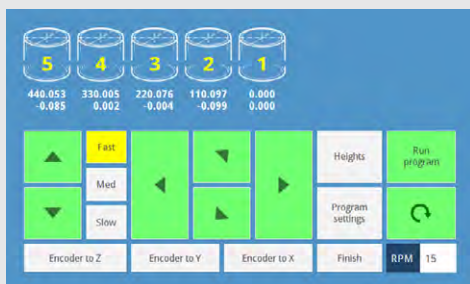 5 4 3 2 1
440.053 330.005 220.076 110.097 0.000
-0.085 0.002 -0.004 -0.099 0.000
Fast
Med
Slow
Heights
Run
program
Program
settings
Encoder to Z
Encoder to Y
Encoder to X
Finish
RPM 15